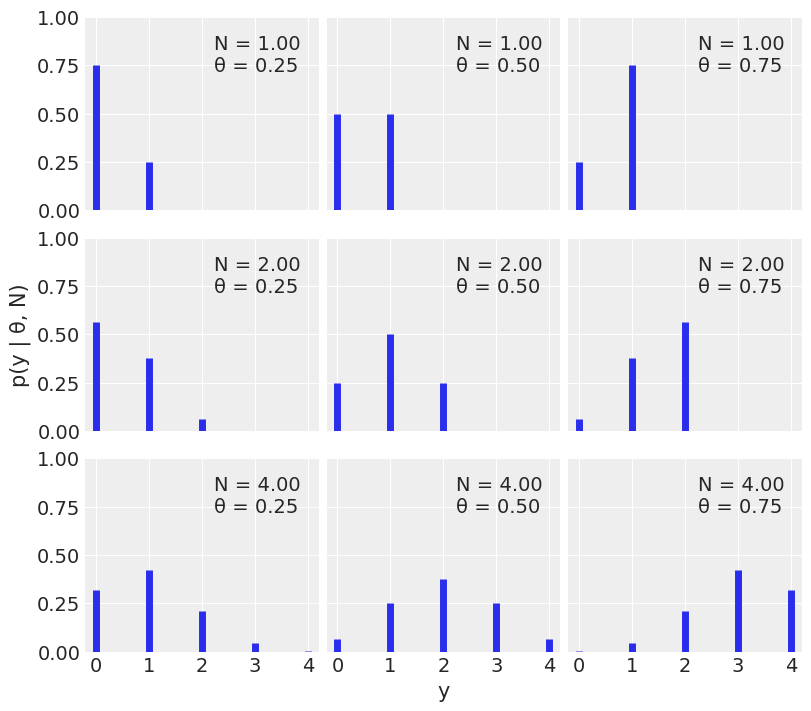 1.00
0.75
0.50
0.25
0.00
N = 1.00
θ = 0.25
N = 1.00
θ = 0.50
N = 1.00
θ = 0.75
p(y | θ, N)
1.00
0.75
0.50
0.25
0.00
N = 2.00
θ = 0.25
N = 2.00
θ = 0.50
N = 2.00
θ = 0.75
1.00
0.75
0.50
0.25
0.00
N = 4.00
θ = 0.25
N = 4.00
θ = 0.50
N = 4.00
θ = 0.75
0 1 2 3 4
0 1 2 3 4
0 1 2 3 4
y